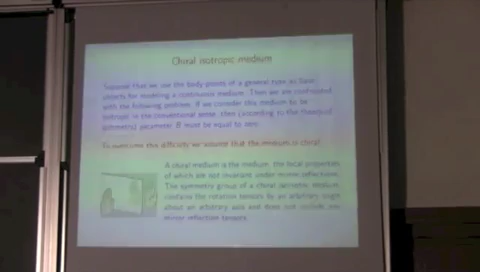 Chiral isotropic medium
Suppose that we use the body points of a general type as base
objects for modeling a continuous medium. Then we are confronted
with the following problem. If we consider this medium to be
isotropic in the conventional sense, then (according to the theory of
symmetry) parameter B must be equal to zero.
To overcome this difficulty we assume that the medium is chiral.
A chiral medium is the medium, the local properties
of which are not invariant under mirror reflections.
The symmetry group of a chiral isotropic medium
contains the rotation tensors by an arbitrary angle
about an arbitrary axis and does not include any
mirror reflection tensors.